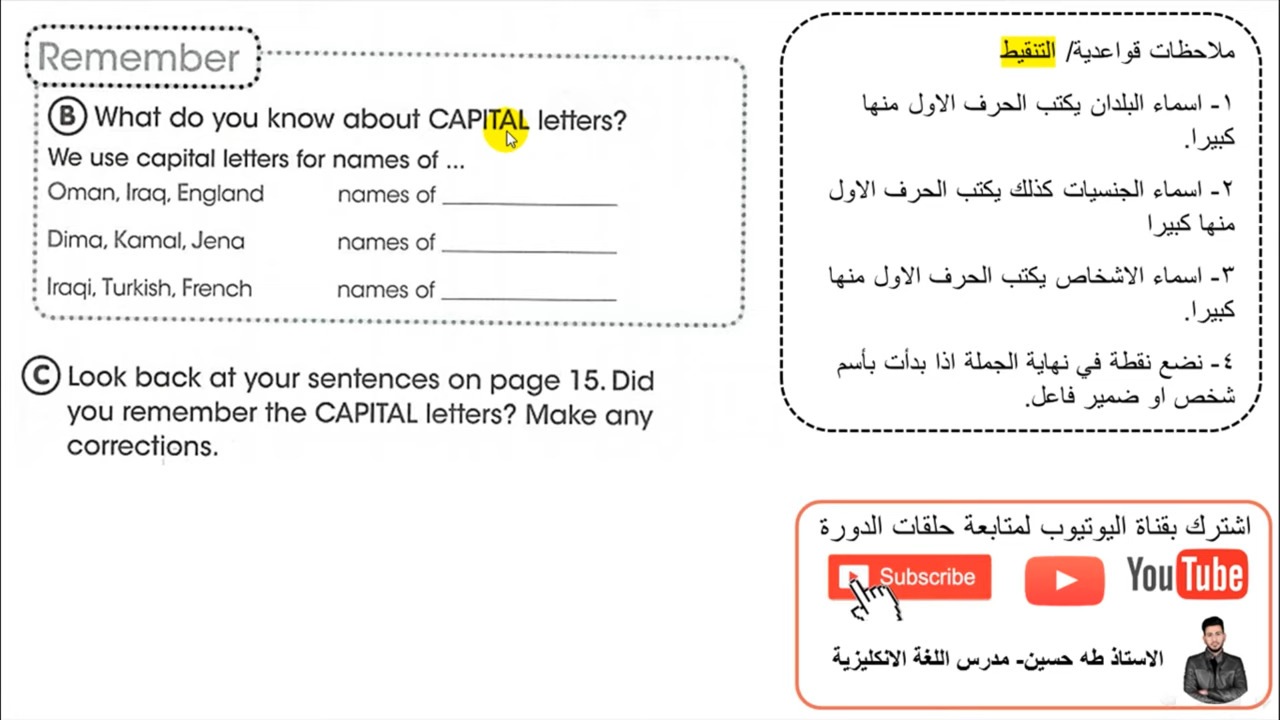 Remember
B What do you know about CAPITAL letters?
We use capital letters for names of ...
Oman, Iraq, England names of ____________
Dima, Kamal, Jena names of ____________
Iraqi, Turkish, French names of ____________
C Look back at your sentences on page 15. Did
you remember the CAPITAL letters? Make any
corrections.
ملاحظات قواعدية/ التنقيط
١- اسماء البلدان يكتب الحرف الاول منها
كبيرا.
٢- اسماء الجنسيات كذلك يكتب الحرف الاول
منها كبيرا
٣- اسماء الاشخاص يكتب الحرف الاول منها
كبيرا.
٤- نضع نقطة في نهاية الجملة اذا بدأت بأسم
شخص او ضمير فاعل.
اشترك بقناة اليوتيوب لمتابعة حلقات الدورة
Subscribe
YouTube
الاستاذ طه حسين- مدرس اللغة الانكليزية